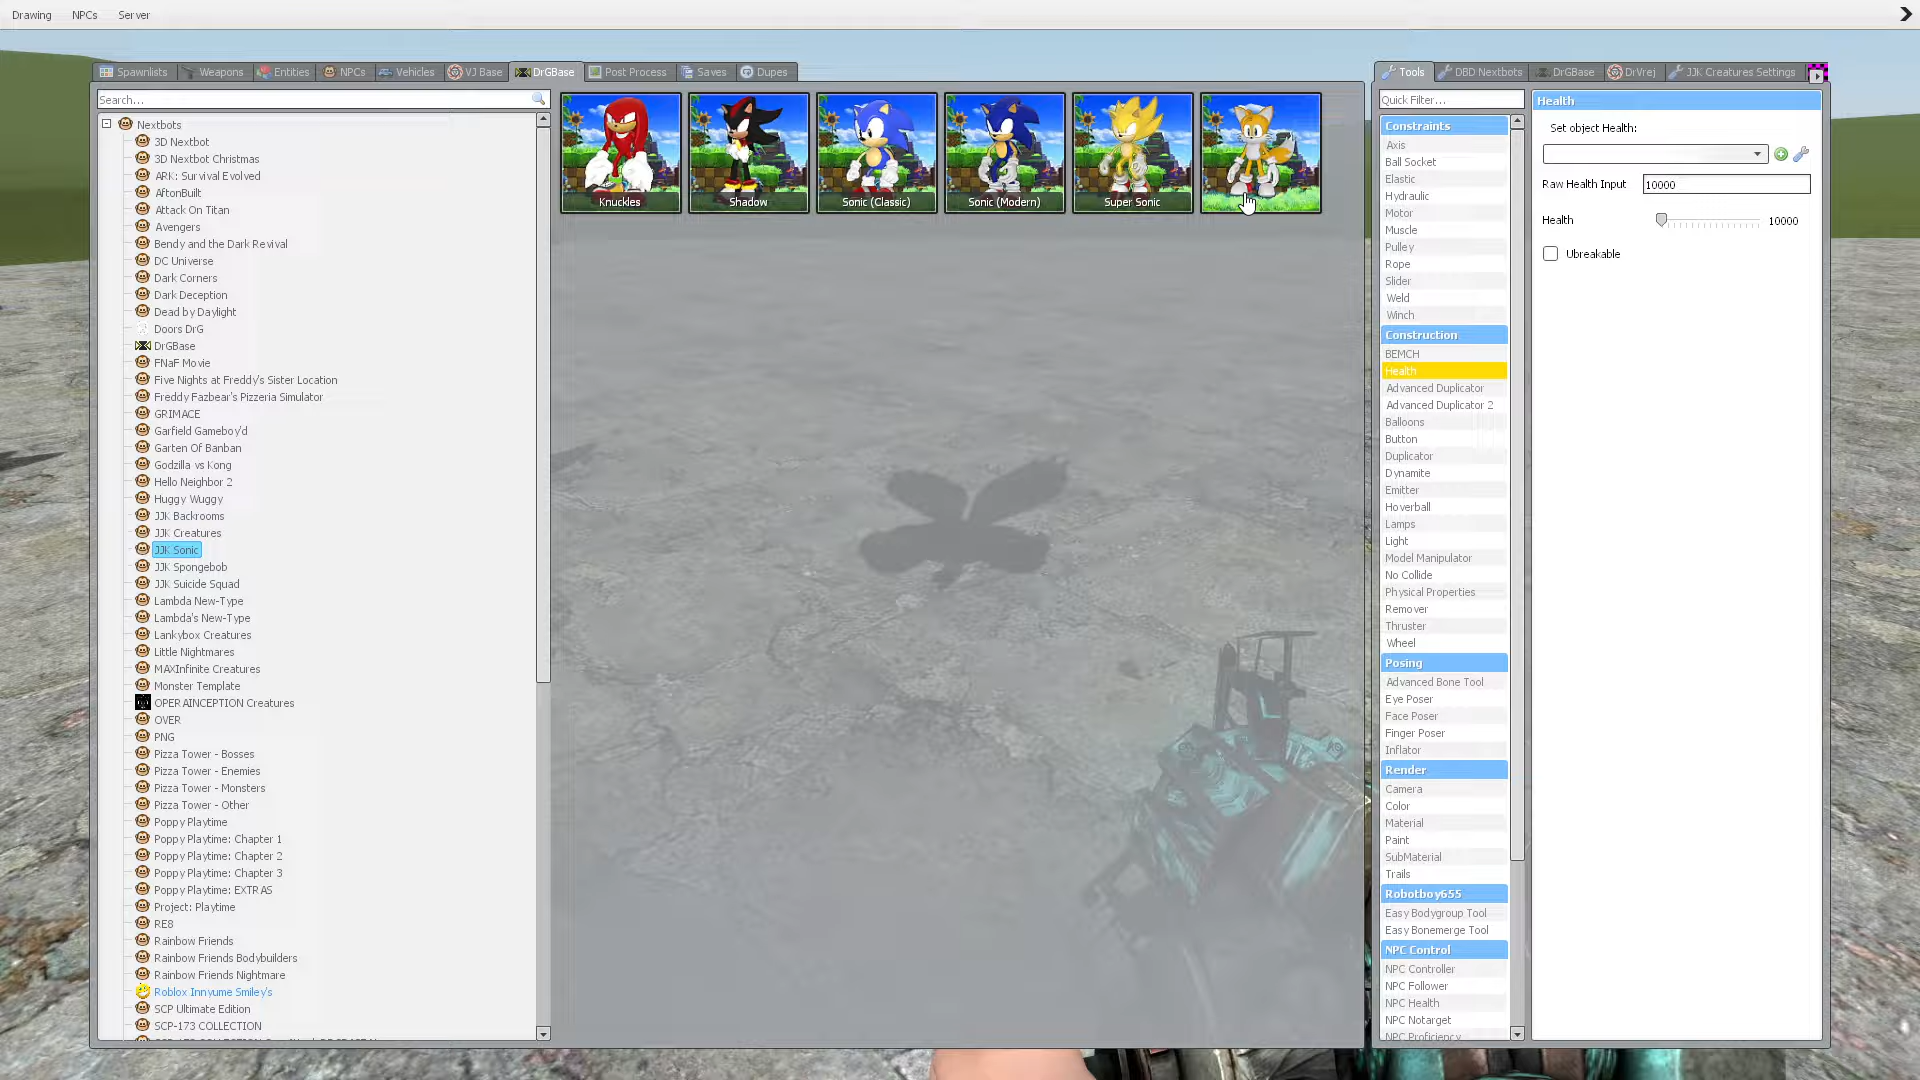 Drawing NPCs Server
Spawnlists Weapons Entities NPCs Vehicles VJ Base DrGBase Post Process Saves Dupes
Search...
Nextbots
3D Nextbot
3D Nextbot Christmas
ARK: Survival Evolved
AftonBuilt
Attack On Titan
Avengers
Bendy and the Dark Revival
DC Universe
Dark Corners
Dark Deception
Dead by Daylight
Doors DrG
DrGBase
FNaF Movie
Five Nights at Freddy's Sister Location
Freddy Fazbear's Pizzeria Simulator
GRIMACE
Garfield Gameboy'd
Garten Of Banban
Godzilla vs Kong
Hello Neighbor 2
Huggy Wuggy
JJK Backrooms
JJK Creatures
JJK Sonic
JJK Spongebob
JJK Suicide Squad
Lambda New-Type
Lambda's New-Type
Lankybox Creatures
Little Nightmares
MAXInfinite Creatures
Monster Template
OPERAINCEPTION Creatures
OVER
PNG
Pizza Tower - Bosses
Pizza Tower - Enemies
Pizza Tower - Monsters
Pizza Tower - Other
Poppy Playtime
Poppy Playtime: Chapter 1
Poppy Playtime: Chapter 2
Poppy Playtime: Chapter 3
Poppy Playtime: EXTRAS
Project: Playtime
RE8
Rainbow Friends
Rainbow Friends Bodybuilders
Rainbow Friends Nightmare
Roblox Innyume Smiley's
SCP Ultimate Edition
SCP-173 COLLECTION
Knuckles Shadow Sonic (Classic) Sonic (Modern) Super Sonic
Tools DBD Nextbots DrGBase DrVrej JJK Creatures Settings
Quick Filter...
Constraints
Axis
Ball Socket
Elastic
Hydraulic
Motor
Muscle
Pulley
Rope
Slider
Weld
Winch
Construction
BEMCH
Health
Advanced Duplicator
Advanced Duplicator 2
Balloons
Button
Duplicator
Dynamite
Emitter
Hoverball
Lamps
Light
Model Manipulator
No Collide
Physical Properties
Remover
Thruster
Wheel
Posing
Advanced Bone Tool
Eye Poser
Face Poser
Finger Poser
Inflator
Render
Camera
Color
Material
Paint
SubMaterial
Trails
Robotboy655
Easy Bodygroup Tool
Easy Bonemerge Tool
NPC Control
NPC Controller
NPC Follower
NPC Health
NPC Notarget
NPC Proficiency
Health
Set object Health:
Raw Health Input 10000
Health 10000
Ubreakable